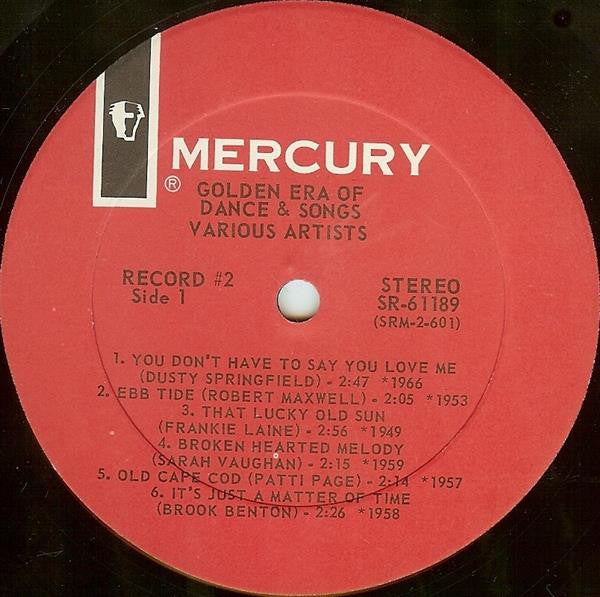 MERCURY
®
GOLDEN ERA OF
DANCE & SONGS
VARIOUS ARTISTS
RECORD #2
Side 1
STEREO
SR-61189
(SRM-2-601)
1. YOU DON'T HAVE TO SAY YOU LOVE ME
(DUSTY SPRINGFIELD) - 2:47 *1966
2. EBB TIDE (ROBERT MAXWELL) - 2:05 *1953
3. THAT LUCKY OLD SUN
(FRANKIE LAINE) - 2:56 *1949
4. BROKEN HEARTED MELODY
(SARAH VAUGHAN) - 2:15 *1959
5. OLD CAPE COD (PATTI PAGE) - 2:14 *1957
6. IT'S JUST A MATTER OF TIME
(BROOK BENTON) - 2:26 *1958